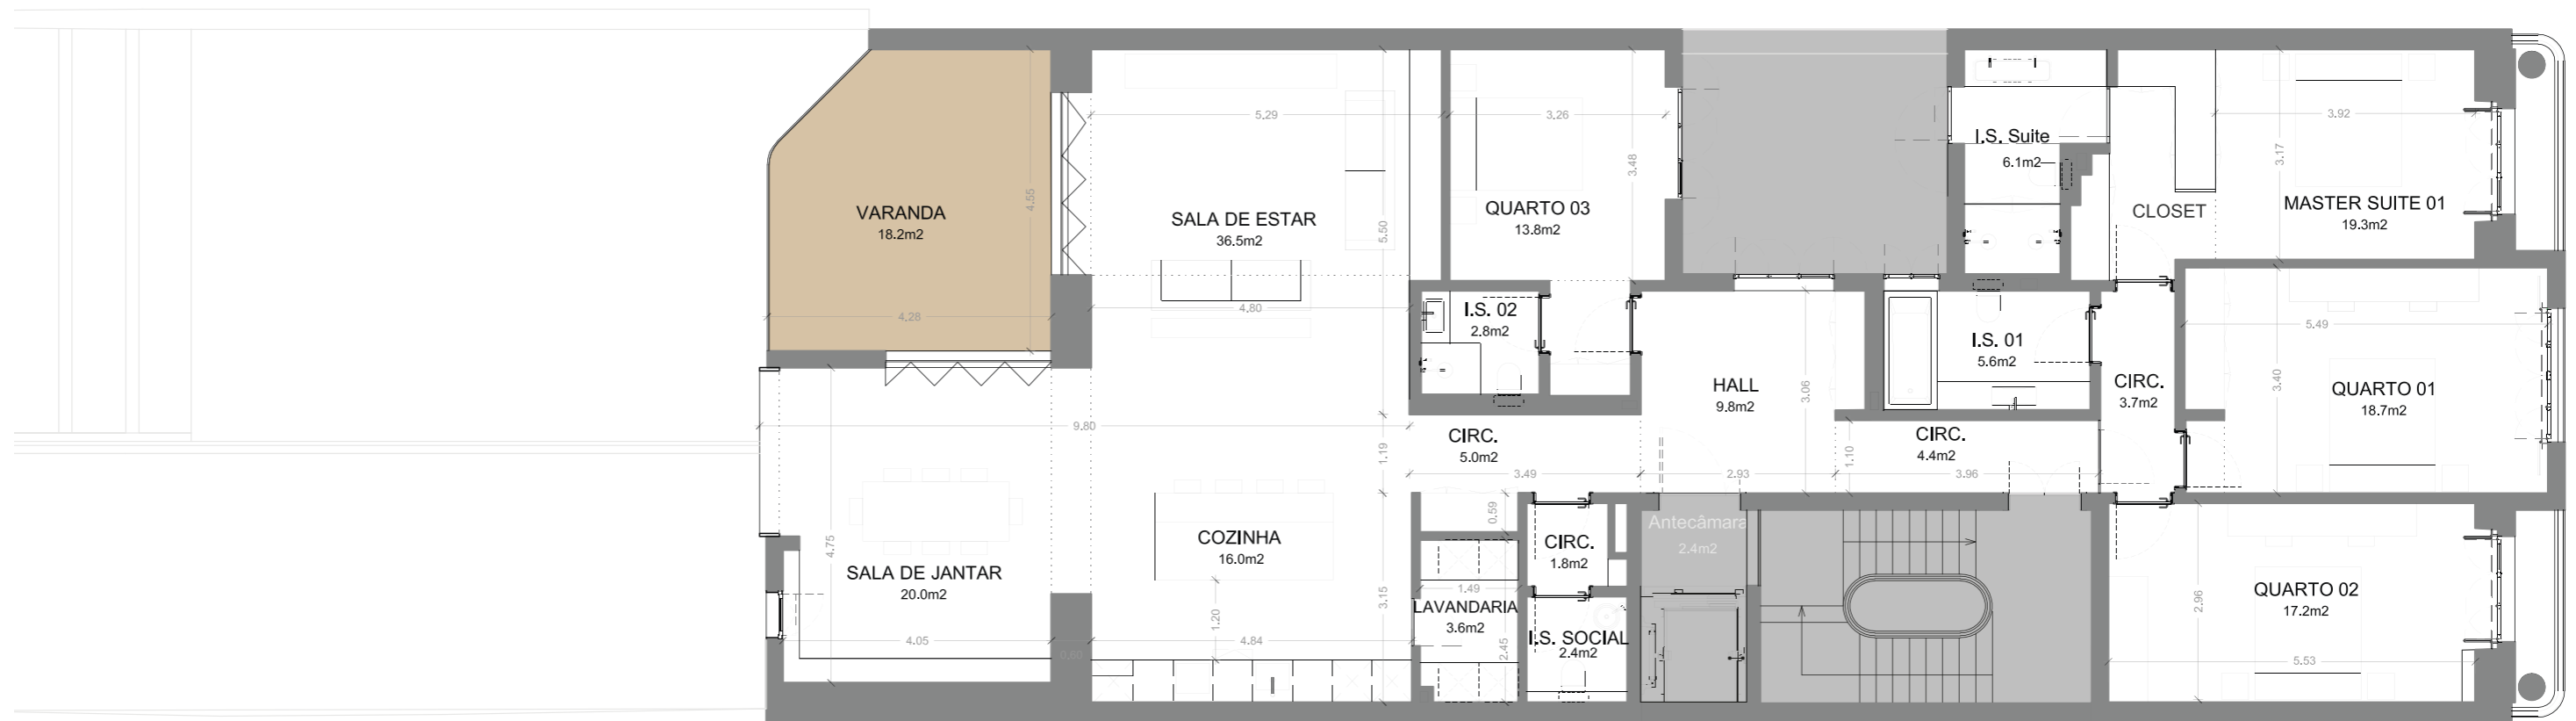 VARANDA
18.2m2
4.55
4.28
SALA DE ESTAR
36.5m2
5.29
5.50
4.80
QUARTO 03
13.8m2
3.26
3.48
I.S. Suite
6.1m2
CLOSET
MASTER SUITE 01
19.3m2
3.92
3.17
I.S. 02
2.8m2
HALL
9.8m2
3.06
2.93
I.S. 01
5.6m2
CIRC.
3.7m2
QUARTO 01
18.7m2
5.49
3.40
9.80
1.19
CIRC.
5.0m2
3.49
CIRC.
4.4m2
1.10
3.96
SALA DE JANTAR
20.0m2
4.75
4.05
0.60
COZINHA
16.0m2
1.20
3.15
4.84
0.59
LAVANDARIA
3.6m2
1.49
2.45
CIRC.
1.8m2
I.S. SOCIAL
2.4m2
Antecâmara
2.4m2
QUARTO 02
17.2m2
2.96
5.53